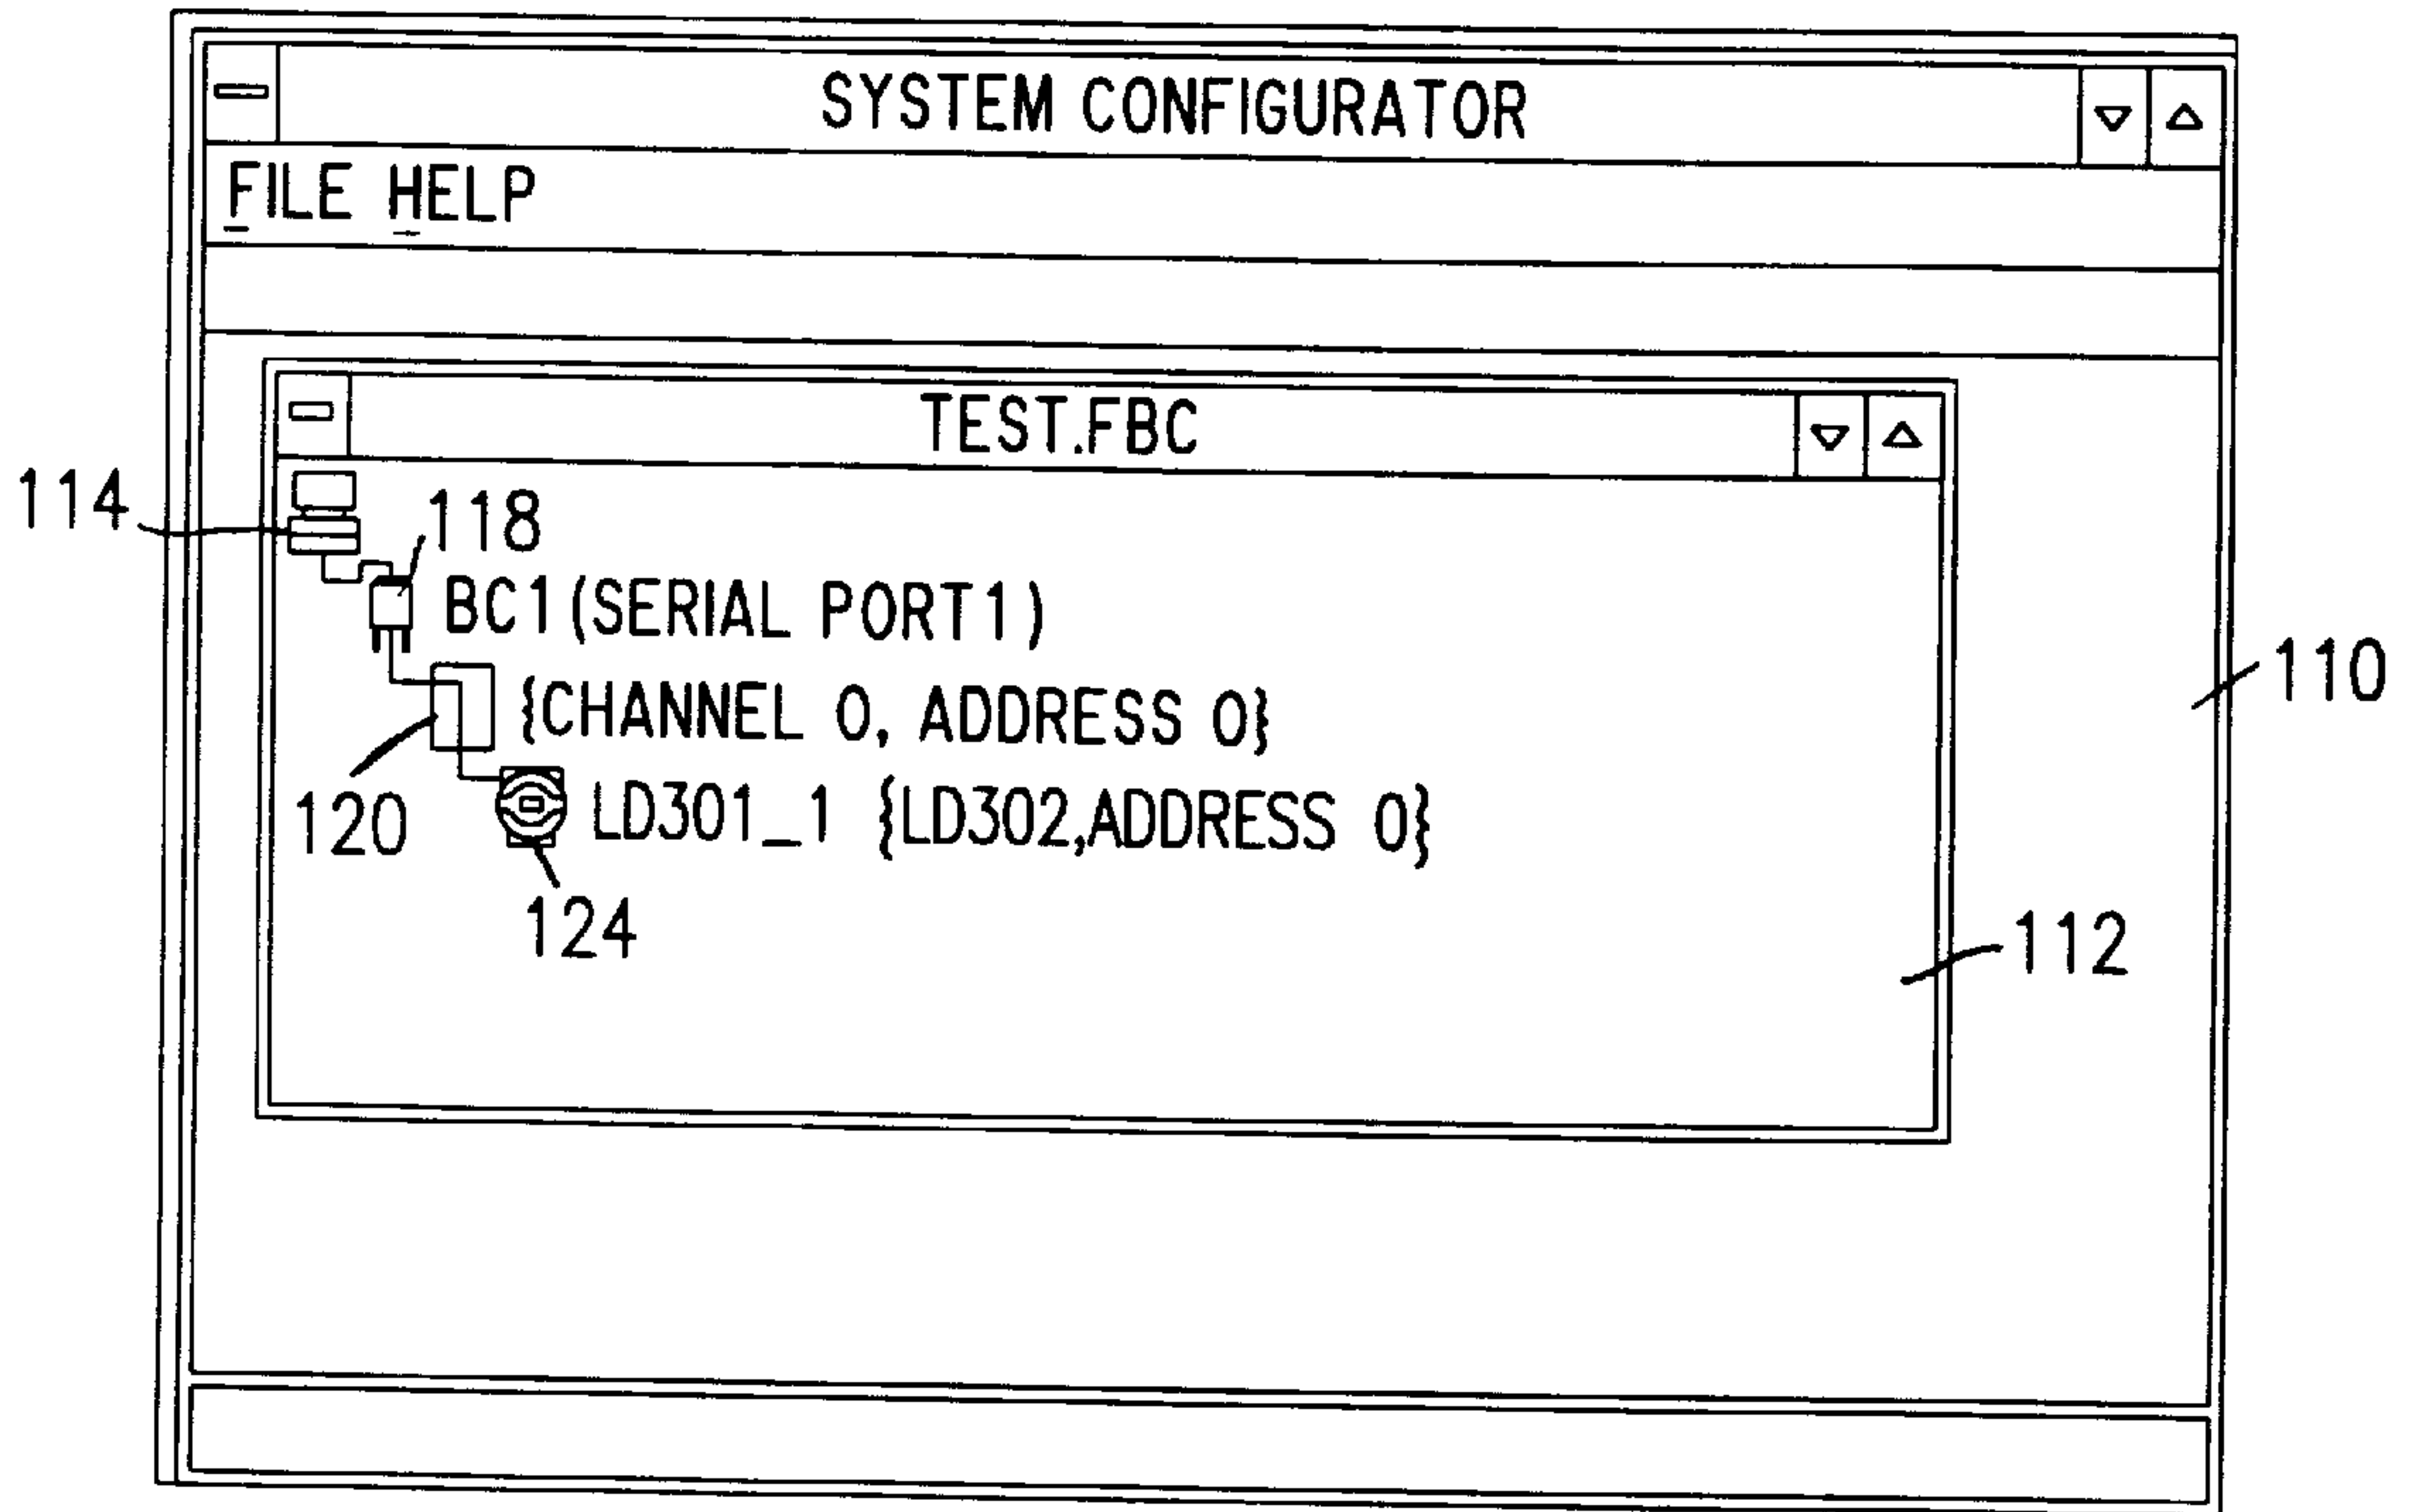 SYSTEM CONFIGURATOR
FILE HELP
TEST.FBC
114
118
BC1(SERIAL PORT1)
110
{CHANNEL 0, ADDRESS 0}
120
LD301_1 {LD302,ADDRESS 0}
124
112